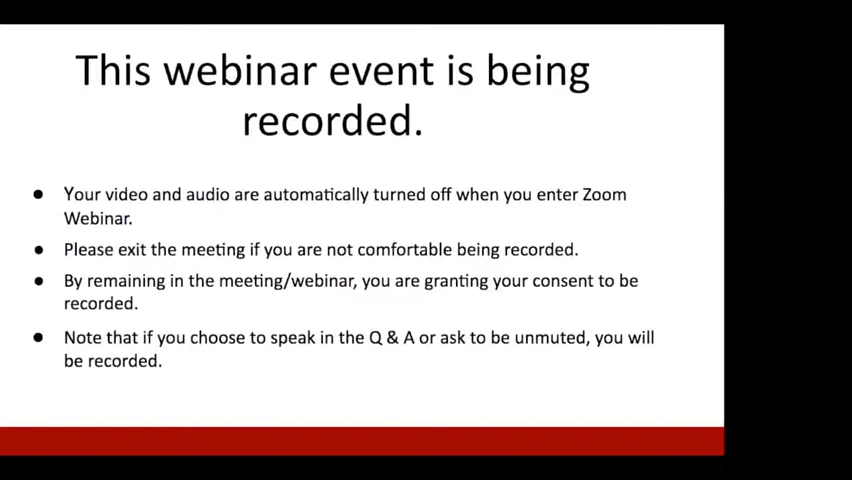 This webinar event is being
recorded.
● Your video and audio are automatically turned off when you enter Zoom
Webinar.
● Please exit the meeting if you are not comfortable being recorded.
● By remaining in the meeting/webinar, you are granting your consent to be
recorded.
● Note that if you choose to speak in the Q & A or ask to be unmuted, you will
be recorded.